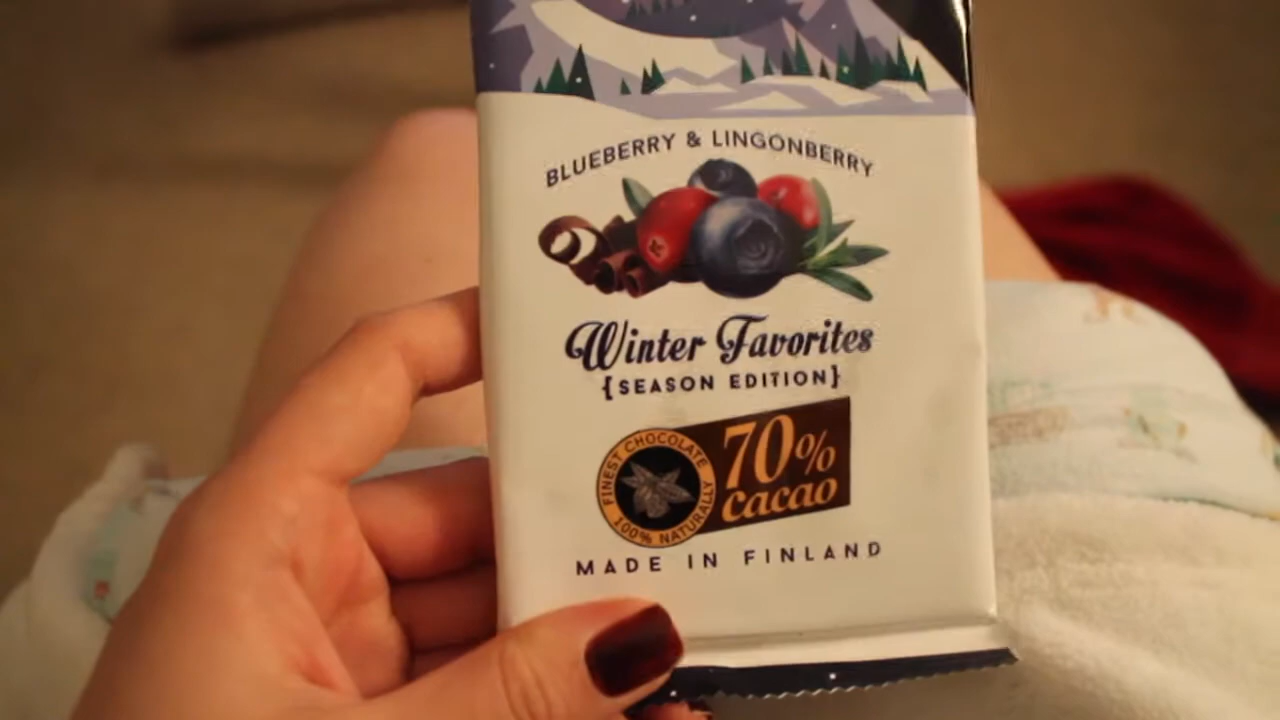 BLUEBERRY & LINGONBERRY
Winter Favorites
{SEASON EDITION}
FINEST CHOCOLATE
100% NATURALLY
70%
cacao
MADE IN FINLAND